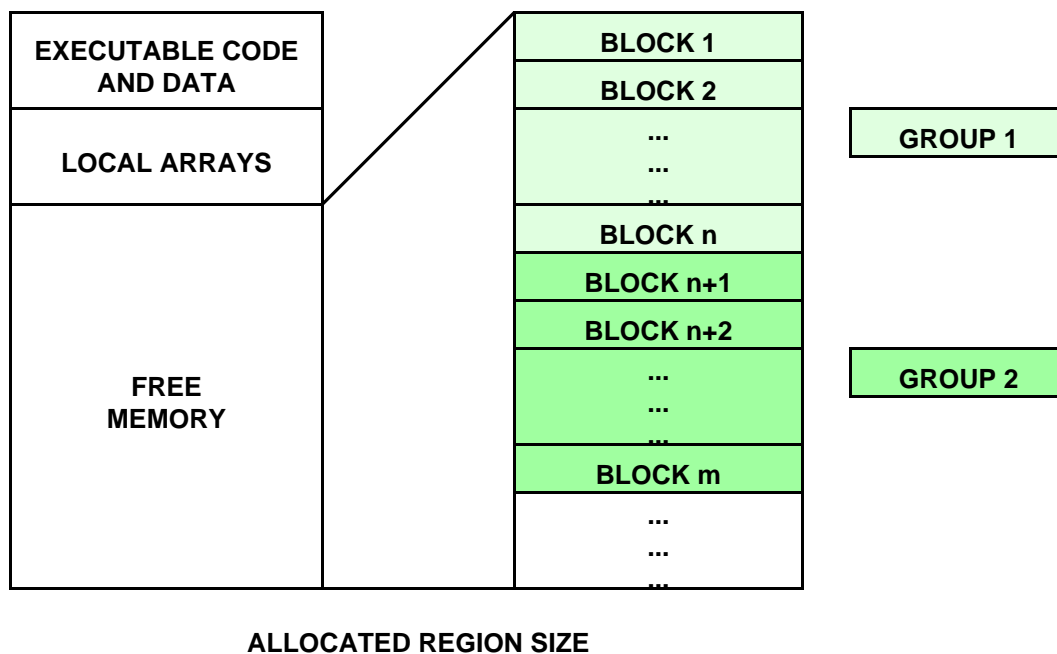 EXECUTABLE CODE
AND DATA
LOCAL ARRAYS
FREE
MEMORY
BLOCK 1
BLOCK 2
...
...
...
BLOCK n
BLOCK n+1
BLOCK n+2
...
...
...
BLOCK m
...
...
...
GROUP 1
GROUP 2
ALLOCATED REGION SIZE